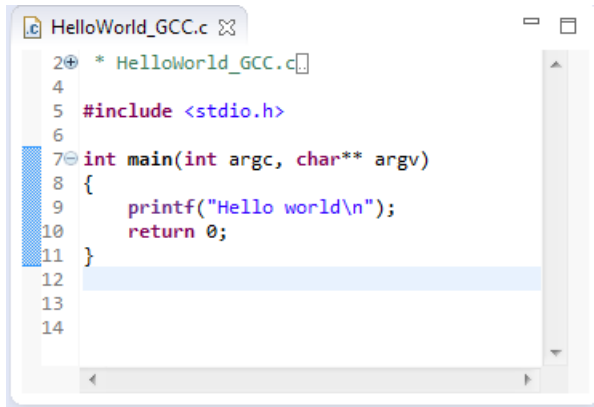 HelloWorld_GCC.c
2 * HelloWorld_GCC.c..
4
5 #include <stdio.h>
6
7 int main(int argc, char** argv)
8 {
9     printf("Hello world\n");
10     return 0;
11 }
12
13
14